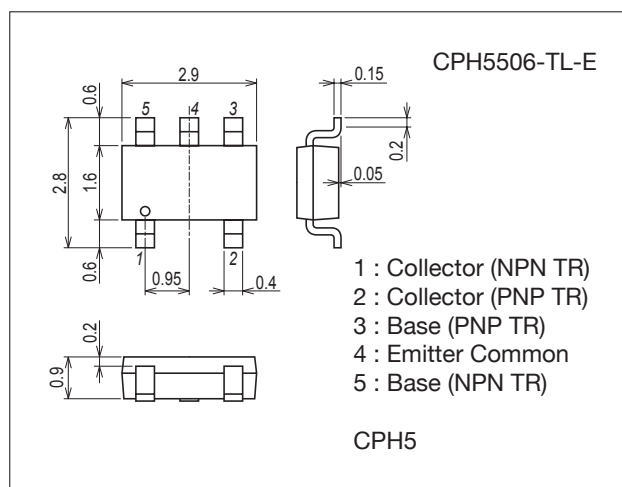 CPH5506-TL-E
2.9
0.15
0.6
5
4
3
0.2
2.8
1.6
0.05
0.6
1
2
0.95
0.4
1 : Collector (NPN TR)
2 : Collector (PNP TR)
3 : Base (PNP TR)
4 : Emitter Common
5 : Base (NPN TR)
0.2
0.9
CPH5